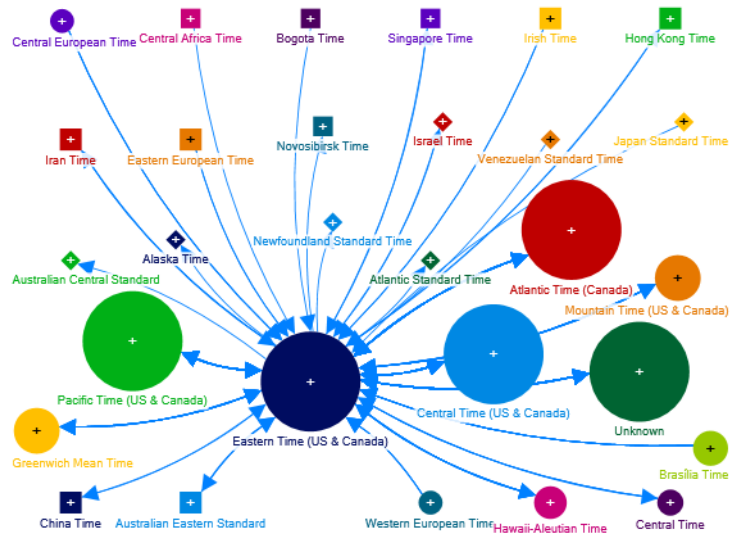 Central European Time
Central Africa Time
Bogota Time
Singapore Time
Irish Time
Hong Kong Time
Iran Time
Eastern European Time
Novosibirsk Time
Israel Time
Venezuelan Standard Time
Japan Standard Time
Alaska Time
Newfoundland Standard Time
Australian Central Standard
Atlantic Standard Time
Atlantic Time (Canada)
Mountain Time (US & Canada)
Pacific Time (US & Canada)
Central Time (US & Canada)
Unknown
Eastern Time (US & Canada)
Greenwich Mean Time
Brasília Time
China Time
Australian Eastern Standard
Western European Time
Hawaii-Aleutian Time
Central Time